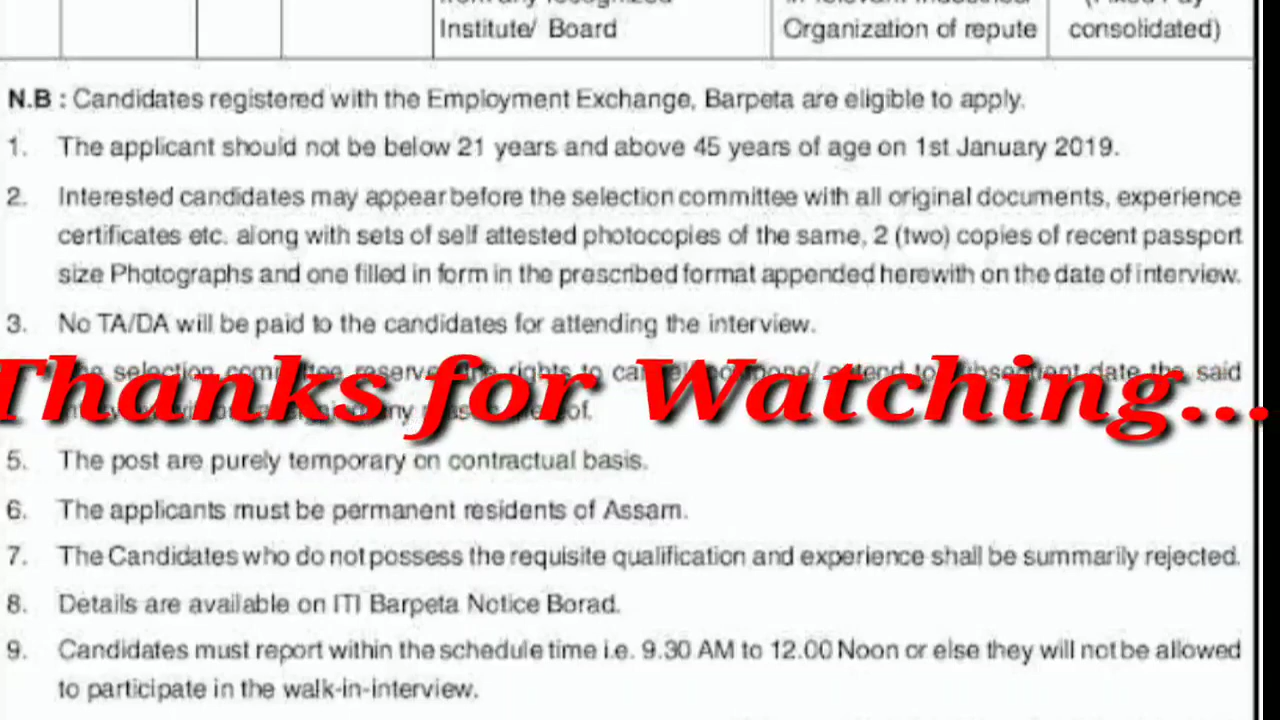 Institute/ Board
Organization of repute
consolidated)
N.B : Candidates registered with the Employment Exchange, Barpeta are eligible to apply.
1. The applicant should not be below 21 years and above 45 years of age on 1st January 2019.
2. Interested candidates may appear before the selection committee with all original documents, experience
certificates etc. along with sets of self attested photocopies of the same, 2 (two) copies of recent passport
size Photographs and one filled in form in the prescribed format appended herewith on the date of interview.
3. No TA/DA will be paid to the candidates for attending the interview.
selection rights to date the said
Thanks for Watching...
5. The post are purely temporary on contractual basis.
6. The applicants must be permanent residents of Assam.
7. The Candidates who do not possess the requisite qualification and experience shall be summarily rejected.
8. Details are available on ITI Barpeta Notice Borad.
9. Candidates must report within the schedule time i.e. 9.30 AM to 12.00 Noon or else they will not be allowed
to participate in the walk-in-interview.